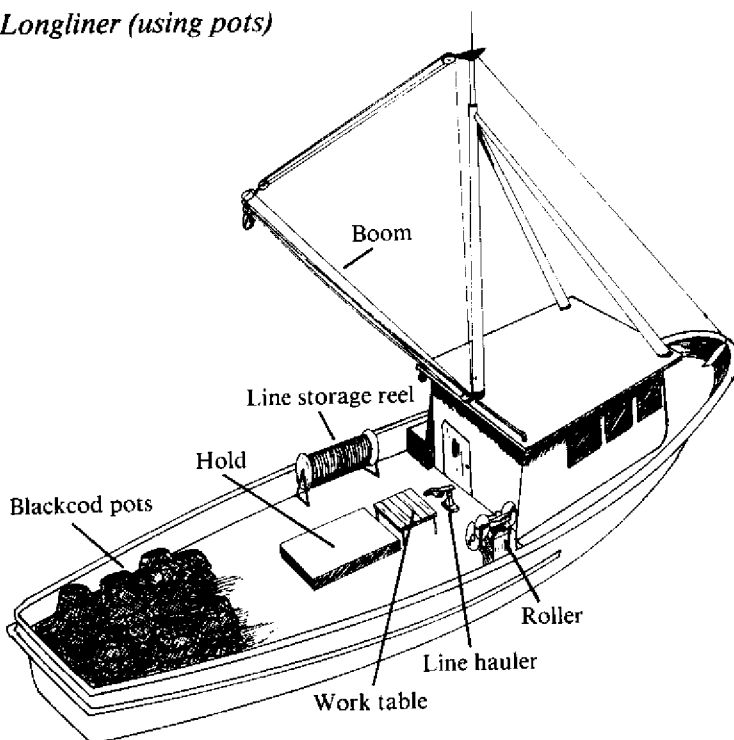 Longliner (using pots)
Boom
Line storage reel
Hold
Blackcod pots
Roller
Line hauler
Work table